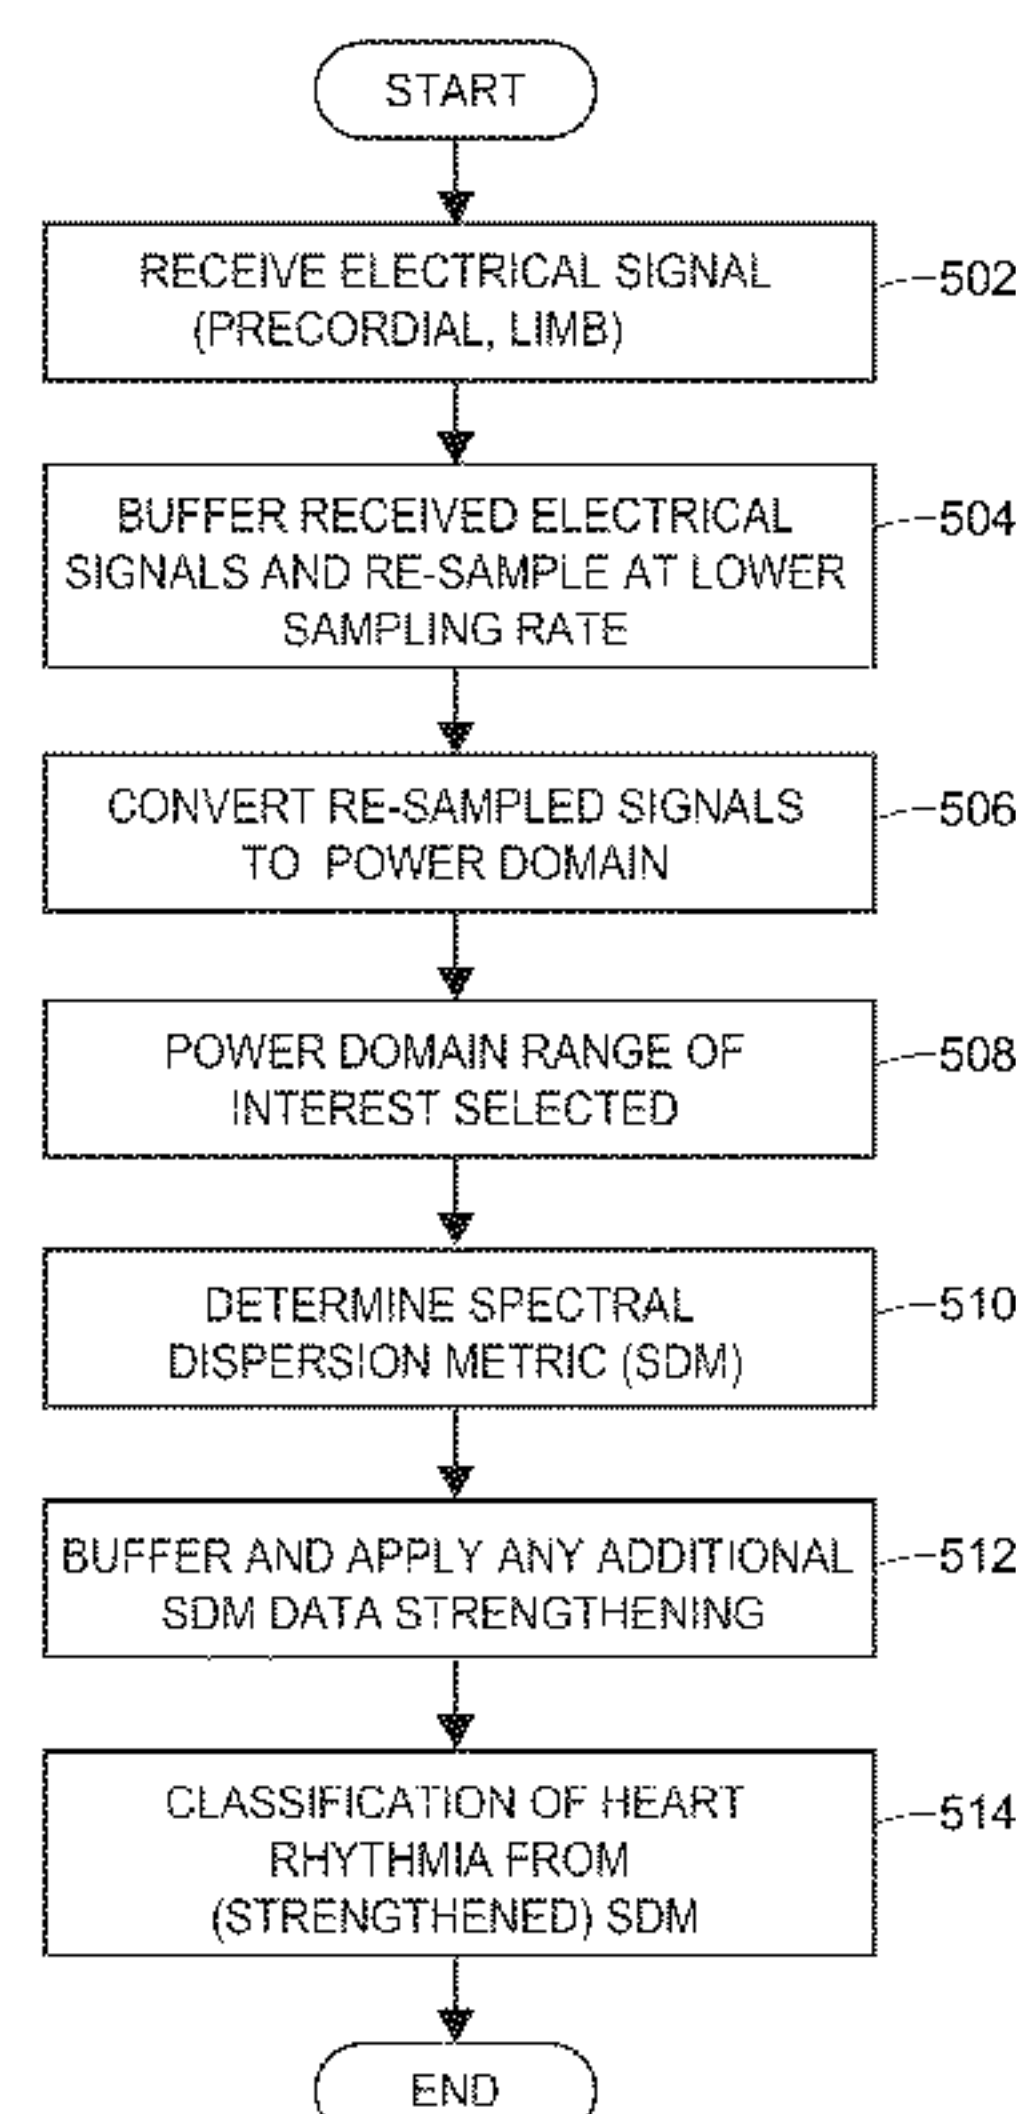 START
RECEIVE ELECTRICAL SIGNAL
(PRECORDIAL, LIMB)
502
BUFFER RECEIVED ELECTRICAL
SIGNALS AND RE-SAMPLE AT LOWER
SAMPLING RATE
504
CONVERT RE-SAMPLED SIGNALS
TO POWER DOMAIN
506
POWER DOMAIN RANGE OF
INTEREST SELECTED
508
DETERMINE SPECTRAL
DISPERSION METRIC (SDM)
510
BUFFER AND APPLY ANY ADDITIONAL
SDM DATA STRENGTHENING
512
CLASSIFICATION OF HEART
RHYTHMIA FROM
(STRENGTHENED) SDM
514
END